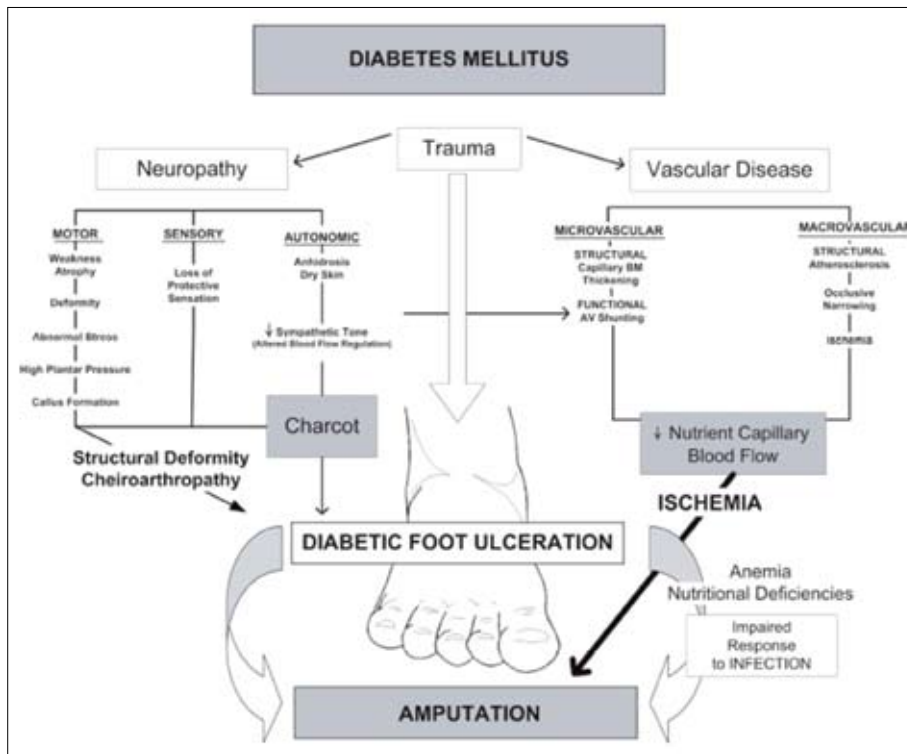 DIABETES MELLITUS
Trauma
Neuropathy
Vascular Disease
MOTOR
Weakness
Atrophy
Deformity
Abnormal Stress
High Plantar Pressure
Callus Formation
SENSORY
Loss of
Protective
Sensation
AUTONOMIC
Anhidrosis
Dry Skin
↓ Sympathetic Tone
(Altered Blood Flow Regulation)
MICROVASCULAR
STRUCTURAL
Capillary BM
Thickening
FUNCTIONAL
AV Shunting
MACROVASCULAR
STRUCTURAL
Atherosclerosis
Occlusive
Narrowing
Ischemia
Charcot
↓ Nutrient Capillary
Blood Flow
Structural Deformity
Cheiroarthropathy
ISCHEMIA
DIABETIC FOOT ULCERATION
Anemia
Nutritional Deficiencies
Impaired
Response
to INFECTION
AMPUTATION